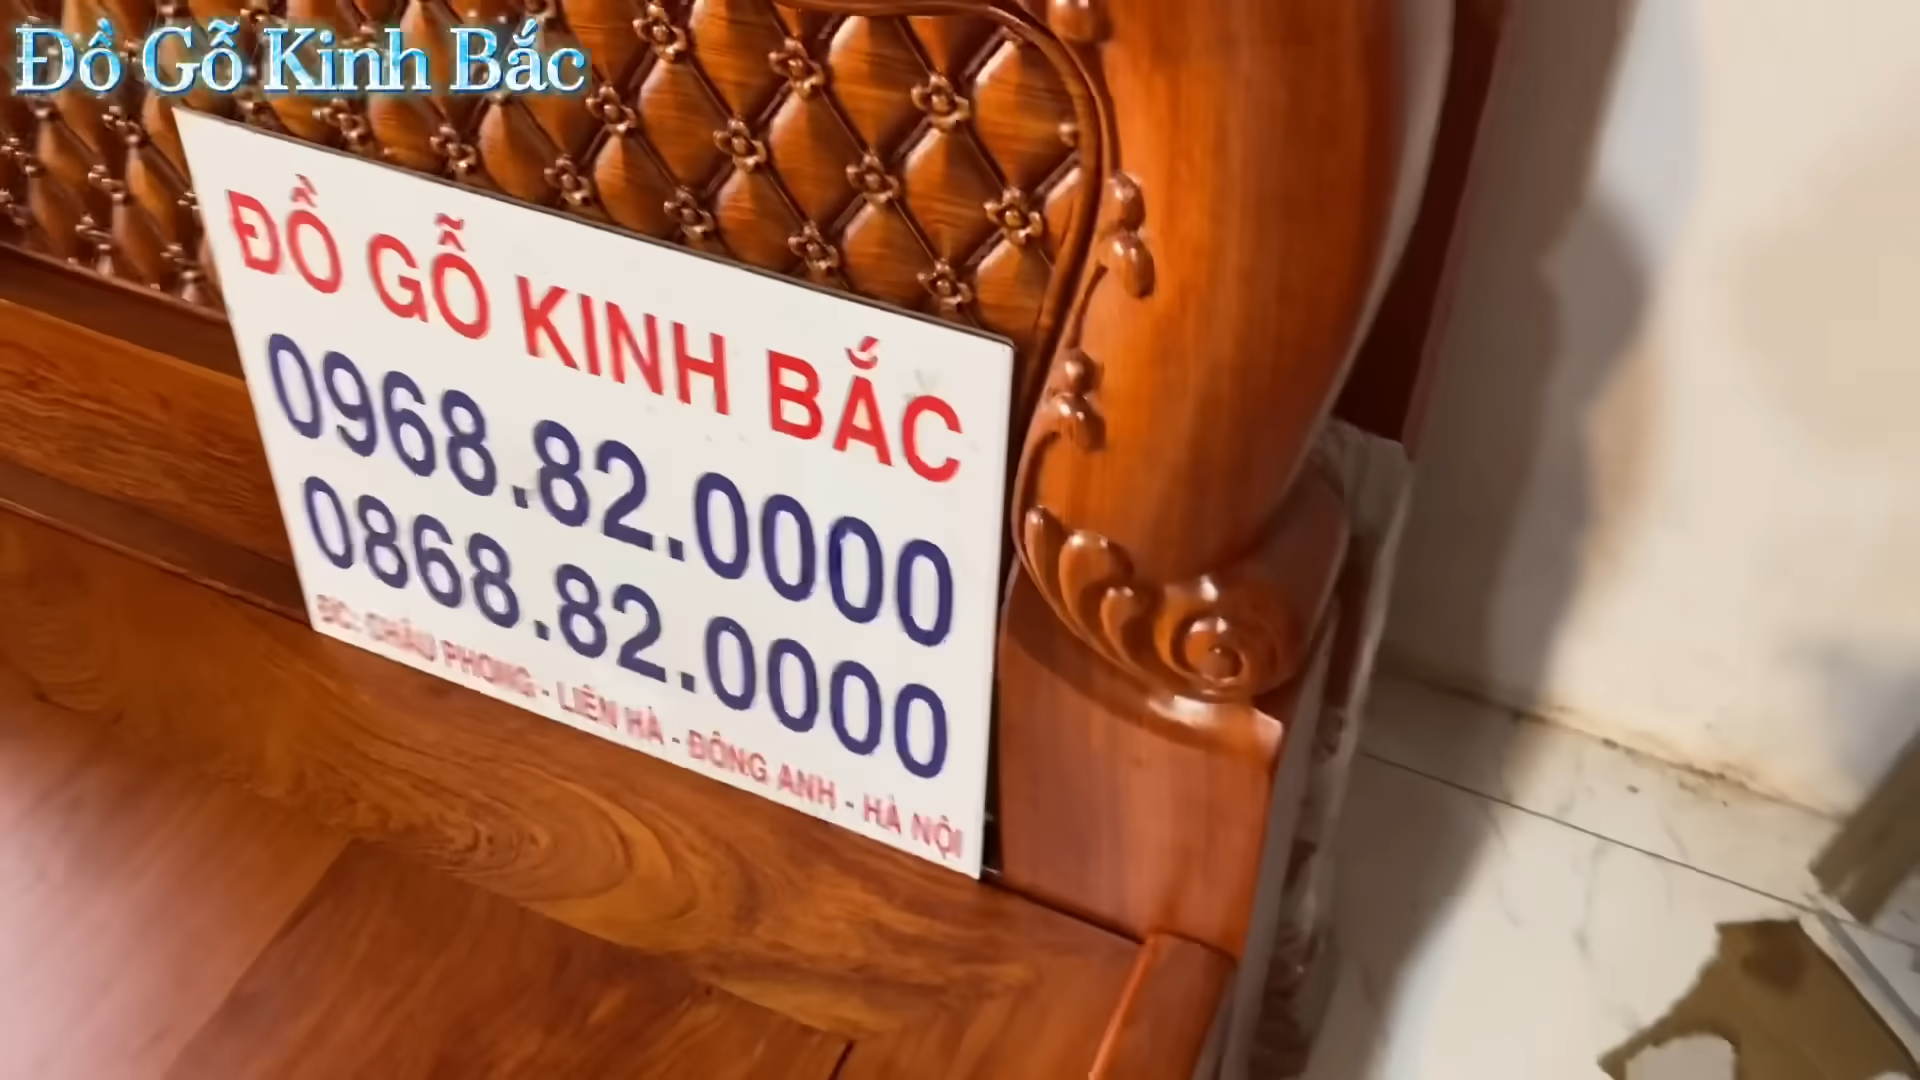 Đồ Gỗ Kinh Bắc
ĐỒ GỖ KINH BẮC
0968.82.0000
0868.82.0000
ĐC: CHÂU PHONG - LIÊN HÀ - ĐÔNG ANH - HÀ NỘI